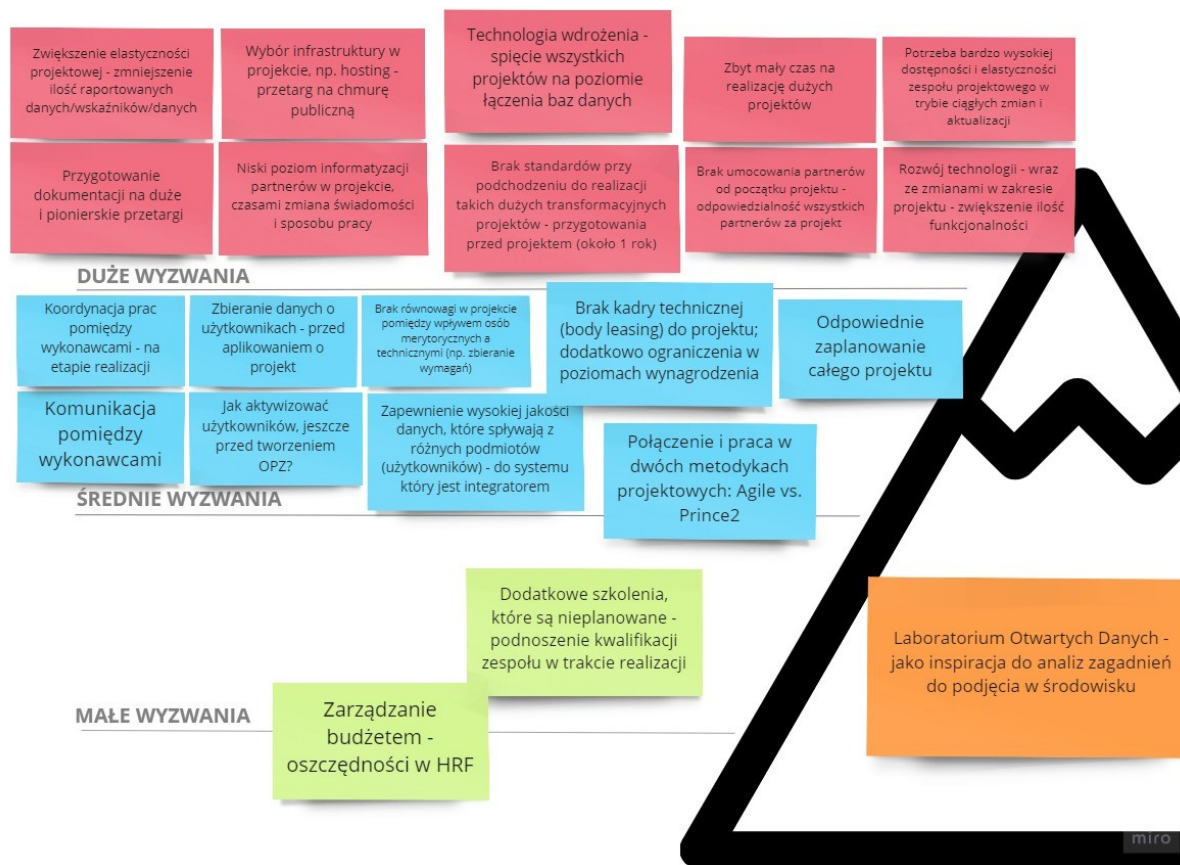 Zwiększenie elastyczności
projektowej - zmniejszenie
ilość raportowanych
danych/wskaźników/danych
Wybór infrastruktury w
projekcie, np. hosting -
przetarg na chmurę
publiczną
Technologia wdrożenia -
spięcie wszystkich
projektów na poziomie
łączenia baz danych
Zbyt mały czas na
realizację dużych
projektów
Potrzeba bardzo wysokiej
dostępności i elastyczności
zespołu projektowego w
trybie ciągłych zmian i
aktualizacji
Przygotowanie
dokumentacji na duże
i pionierskie przetargi
Niski poziom informatyzacji
partnerów w projekcie,
czasami zmiana świadomości
i sposobu pracy
Brak standardów przy
podchodzeniu do realizacji
takich dużych transformacyjnych
projektów - przygotowania
przed projektem (około 1 rok)
Brak umocowania partnerów
od początku projektu -
odpowiedzialność wszystkich
partnerów za projekt
Rozwój technologii - wraz
ze zmianami w zakresie
projektu - zwiększenie ilość
funkcjonalności
DUŻE WYZWANIA
Koordynacja prac
pomiędzy
wykonawcami - na
etapie realizacji
Zbieranie danych o
użytkownikach - przed
aplikowaniem o
projekt
Brak równowagi w projekcie
pomiędzy wpływem osób
merytorycznych a
technicznymi (np. zbieranie
wymagań)
Brak kadry technicznej
(body leasing) do projektu;
dodatkowo ograniczenia w
poziomach wynagrodzenia
Odpowiednie
zaplanowanie
całego projektu
Komunikacja
pomiędzy
wykonawcami
Jak aktywizować
użytkowników, jeszcze
przed tworzeniem
OPZ?
Zapewnienie wysokiej jakości
danych, które spływają z
różnych podmiotów
(użytkowników) - do systemu
który jest integratorem
Połączenie i praca w
dwóch metodykach
projektowych: Agile vs.
Prince2
ŚREDNIE WYZWANIA
Dodatkowe szkolenia,
które są nieplanowane -
podnoszenie kwalifikacji
zespołu w trakcie realizacji
Laboratorium Otwartych Danych -
jako inspiracja do analiz zagadnień
do podjęcia w środowisku
MAŁE WYZWANIA
Zarządzanie
budżetem -
oszczędności w HRF
miro